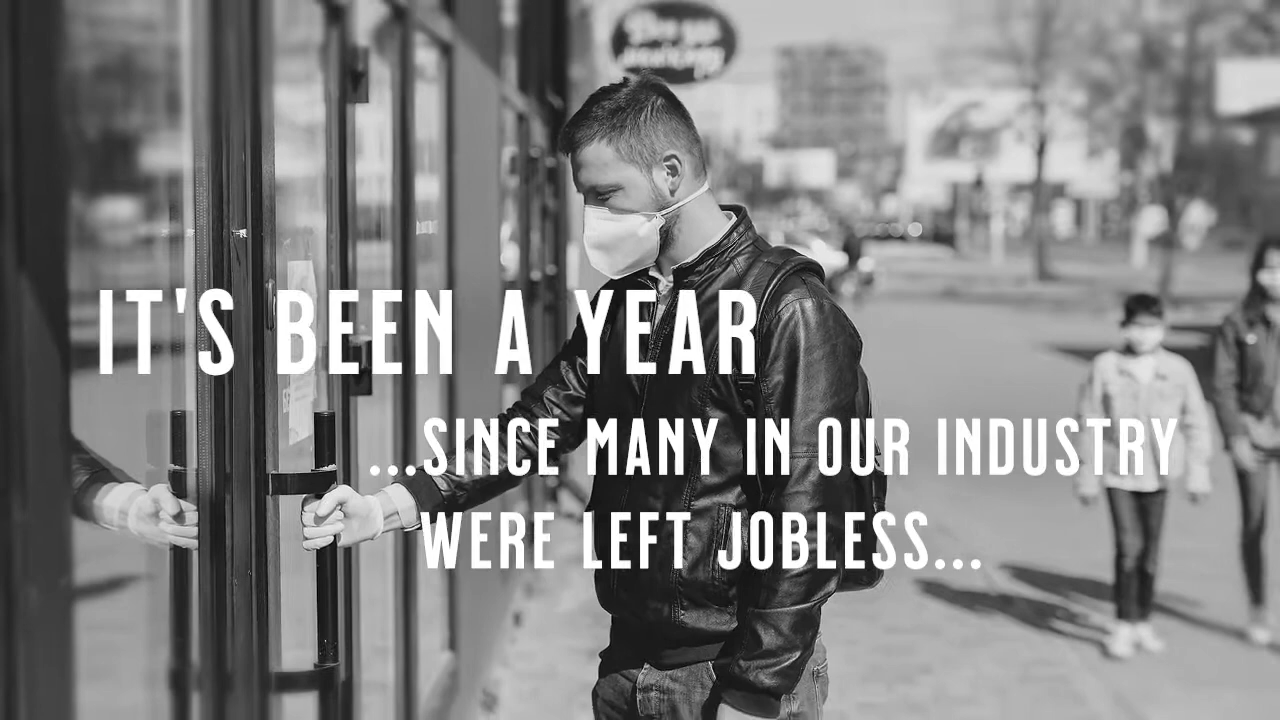 IT'S BEEN A YEAR
...SINCE MANY IN OUR INDUSTRY
WERE LEFT JOBLESS...